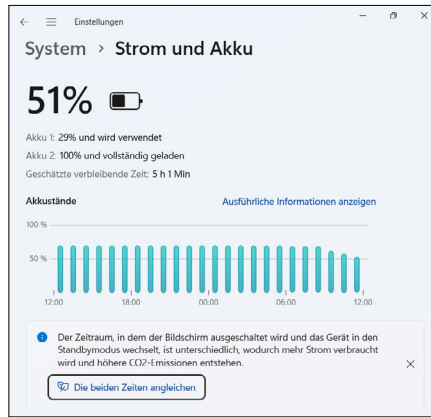 Einstellungen
System > Strom und Akku
51%
Akku 1: 29% und wird verwendet
Akku 2: 100% und vollständig geladen
Geschätzte verbleibende Zeit: 5 h 1 Min
Akkustände Ausführliche Informationen anzeigen
100 %
50 %
12:00 18:00 00:00 06:00 12:00
Der Zeitraum, in dem der Bildschirm ausgeschaltet wird und das Gerät in den
Standbymodus wechselt, ist unterschiedlich, wodurch mehr Strom verbraucht
wird und höhere CO2-Emissionen entstehen.
Die beiden Zeiten angleichen